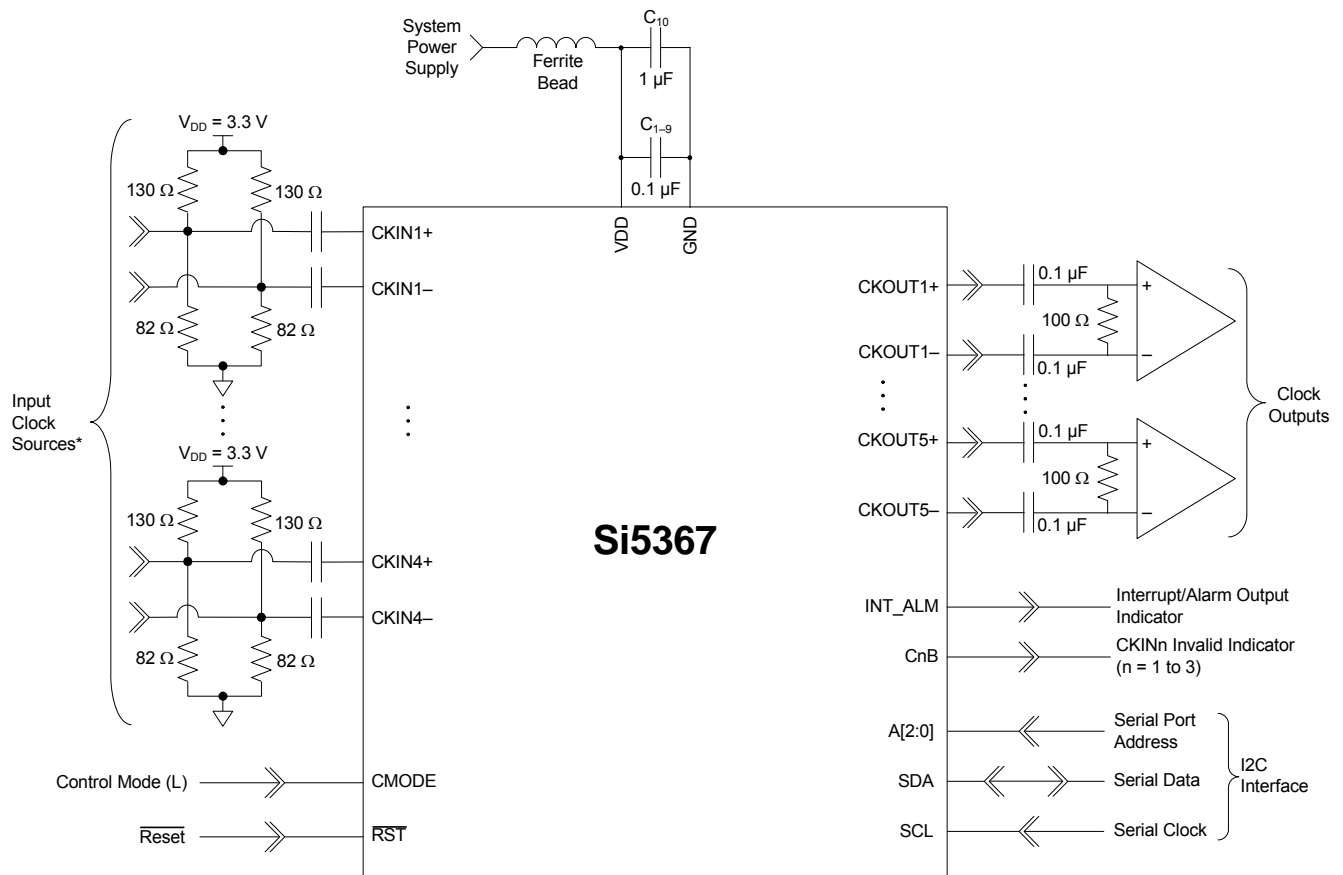 System
Power
Supply
Ferrite
Bead
C10
1 µF
C1–9
0.1 µF
VDD = 3.3 V
130 Ω
130 Ω
82 Ω
82 Ω
VDD = 3.3 V
130 Ω
130 Ω
82 Ω
82 Ω
Input
Clock
Sources*
Control Mode (L)
Reset
CKIN1+
CKIN1–
CKIN4+
CKIN4–
CMODE
RST
VDD
GND
Si5367
CKOUT1+
CKOUT1–
CKOUT5+
CKOUT5–
INT_ALM
CnB
A[2:0]
SDA
SCL
0.1 µF
100 Ω
0.1 µF
+
–
0.1 µF
100 Ω
0.1 µF
+
–
Clock
Outputs
Interrupt/Alarm Output
Indicator
CKINn Invalid Indicator
(n = 1 to 3)
Serial Port
Address
Serial Data
Serial Clock
I2C
Interface